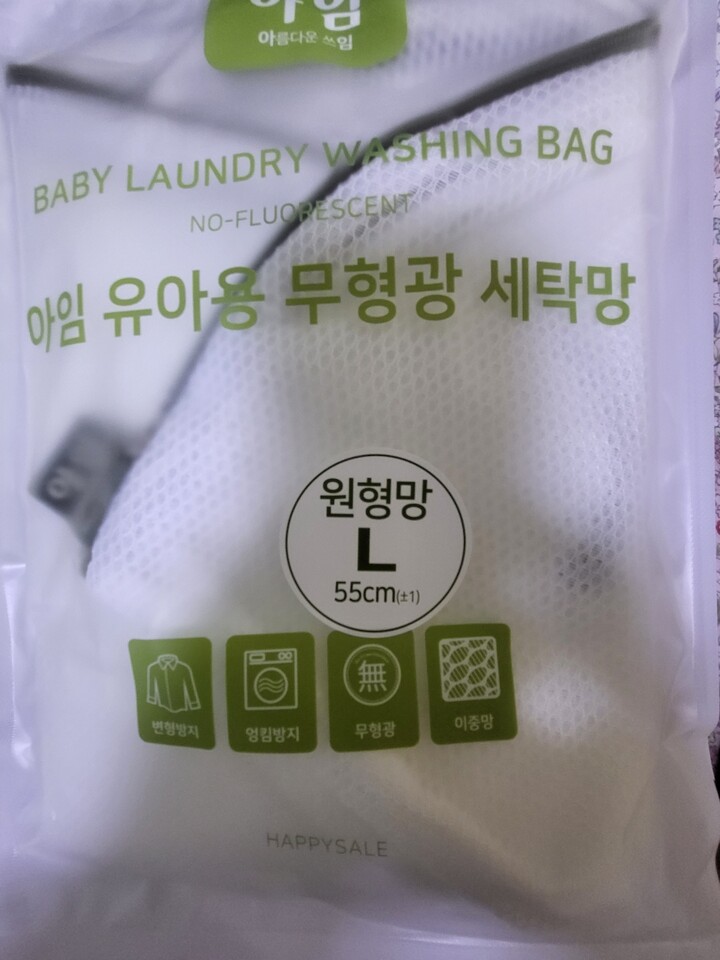 아임
아름다운 쓰임
BABY LAUNDRY WASHING BAG
NO-FLUORESCENT
아임 유아용 무형광 세탁망
원형망
L
55cm(±1)
無
변형방지 엉킴방지 무형광 이중망
HAPPYSALE